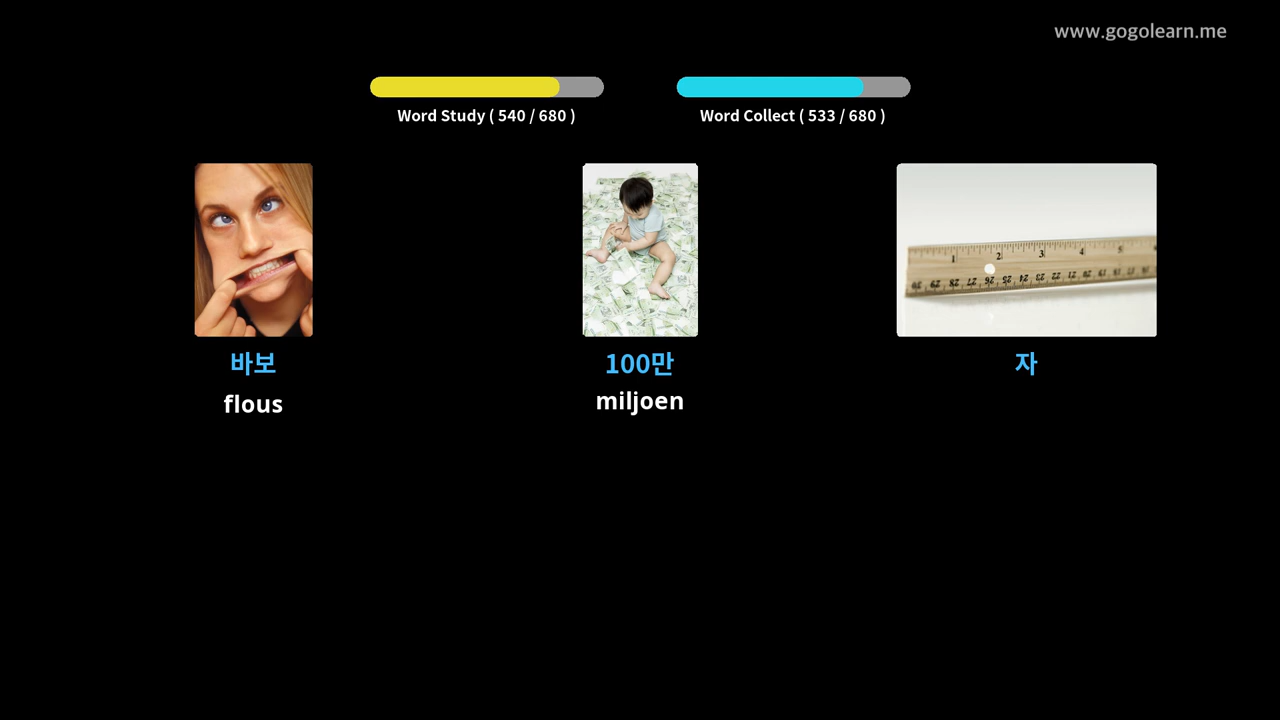 www.gogolearn.me
Word Study ( 540 / 680 )
Word Collect ( 533 / 680 )
바보
100만
자
flous
miljoen